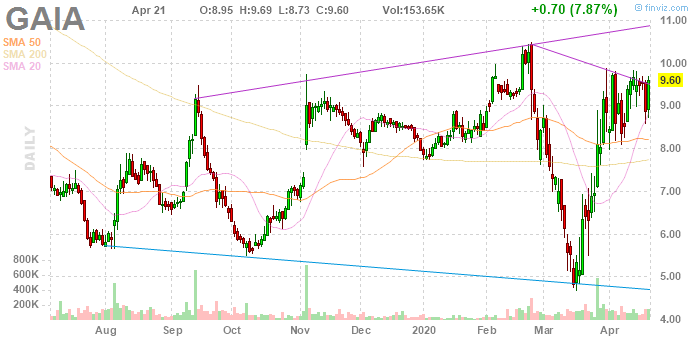 © finviz.com
GAIA
Apr 21 O:8.95 H:9.69 L:8.73 C:9.60 Vol:153.65K +0.70 (7.87%)
SMA 50
SMA 200
SMA 20
DAILY
11.00
10.00
9.60
9.00
8.00
7.00
6.00
5.00
4.00
800K
600K
400K
200K
Aug Sep Oct Nov Dec 2020 Feb Mar Apr